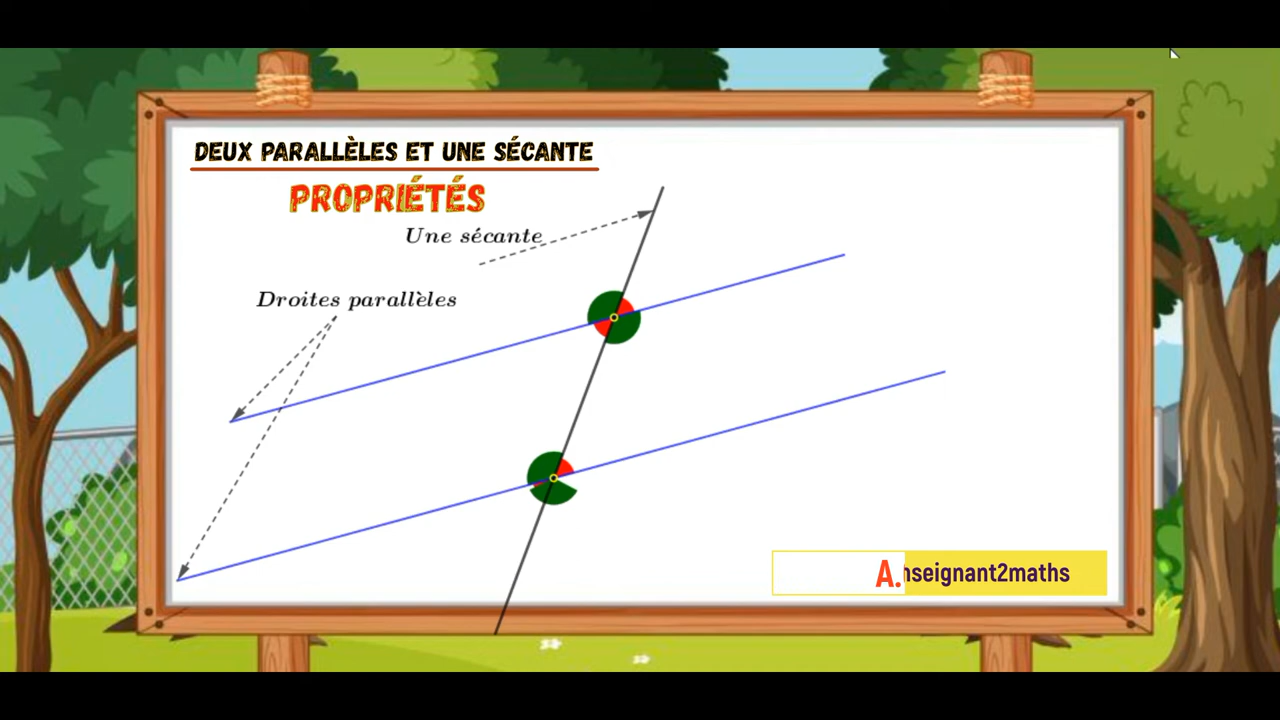 DEUX PARALLÈLES ET UNE SÉCANTE
PROPRIÉTÉS
Une sécante
Droites parallèles
A.nseignant2maths